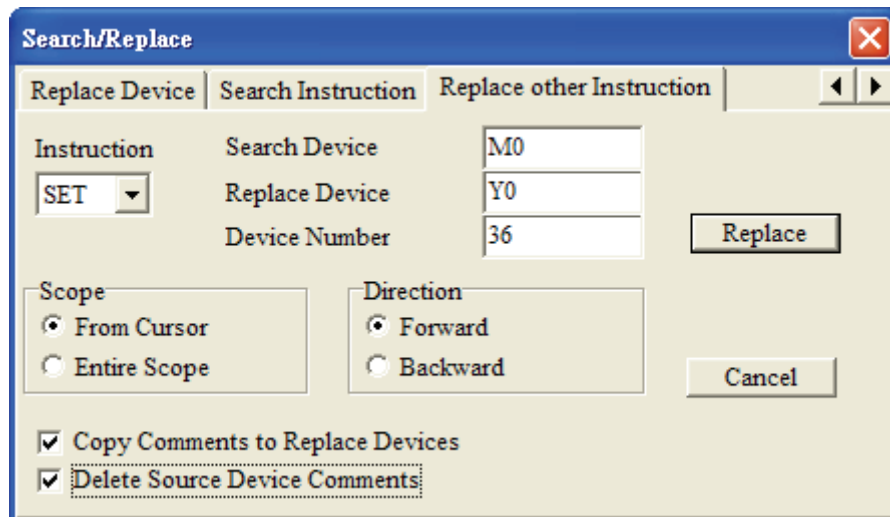 Search/Replace
Replace Device Search Instruction Replace other Instruction
Instruction Search Device M0
SET Replace Device Y0
Device Number 36 Replace
Scope Direction
From Cursor Forward
Entire Scope Backward
Cancel
Copy Comments to Replace Devices
Delete Source Device Comments